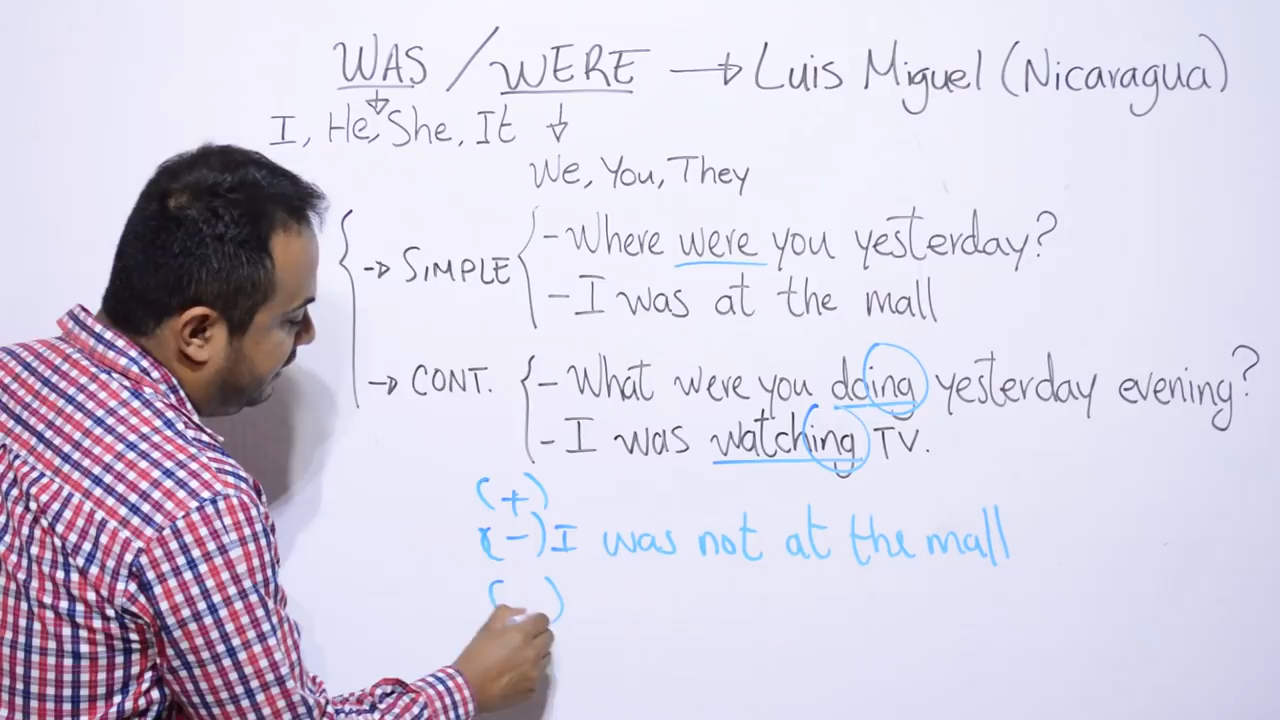 WAS / WERE → Luis Miguel (Nicaragua)
I, He, She, It
We, You, They
→ SIMPLE
- Where were you yesterday?
- I was at the mall
→ CONT.
- What were you doing yesterday evening?
- I was watching TV.
(+)
(-) I was not at the mall
( )